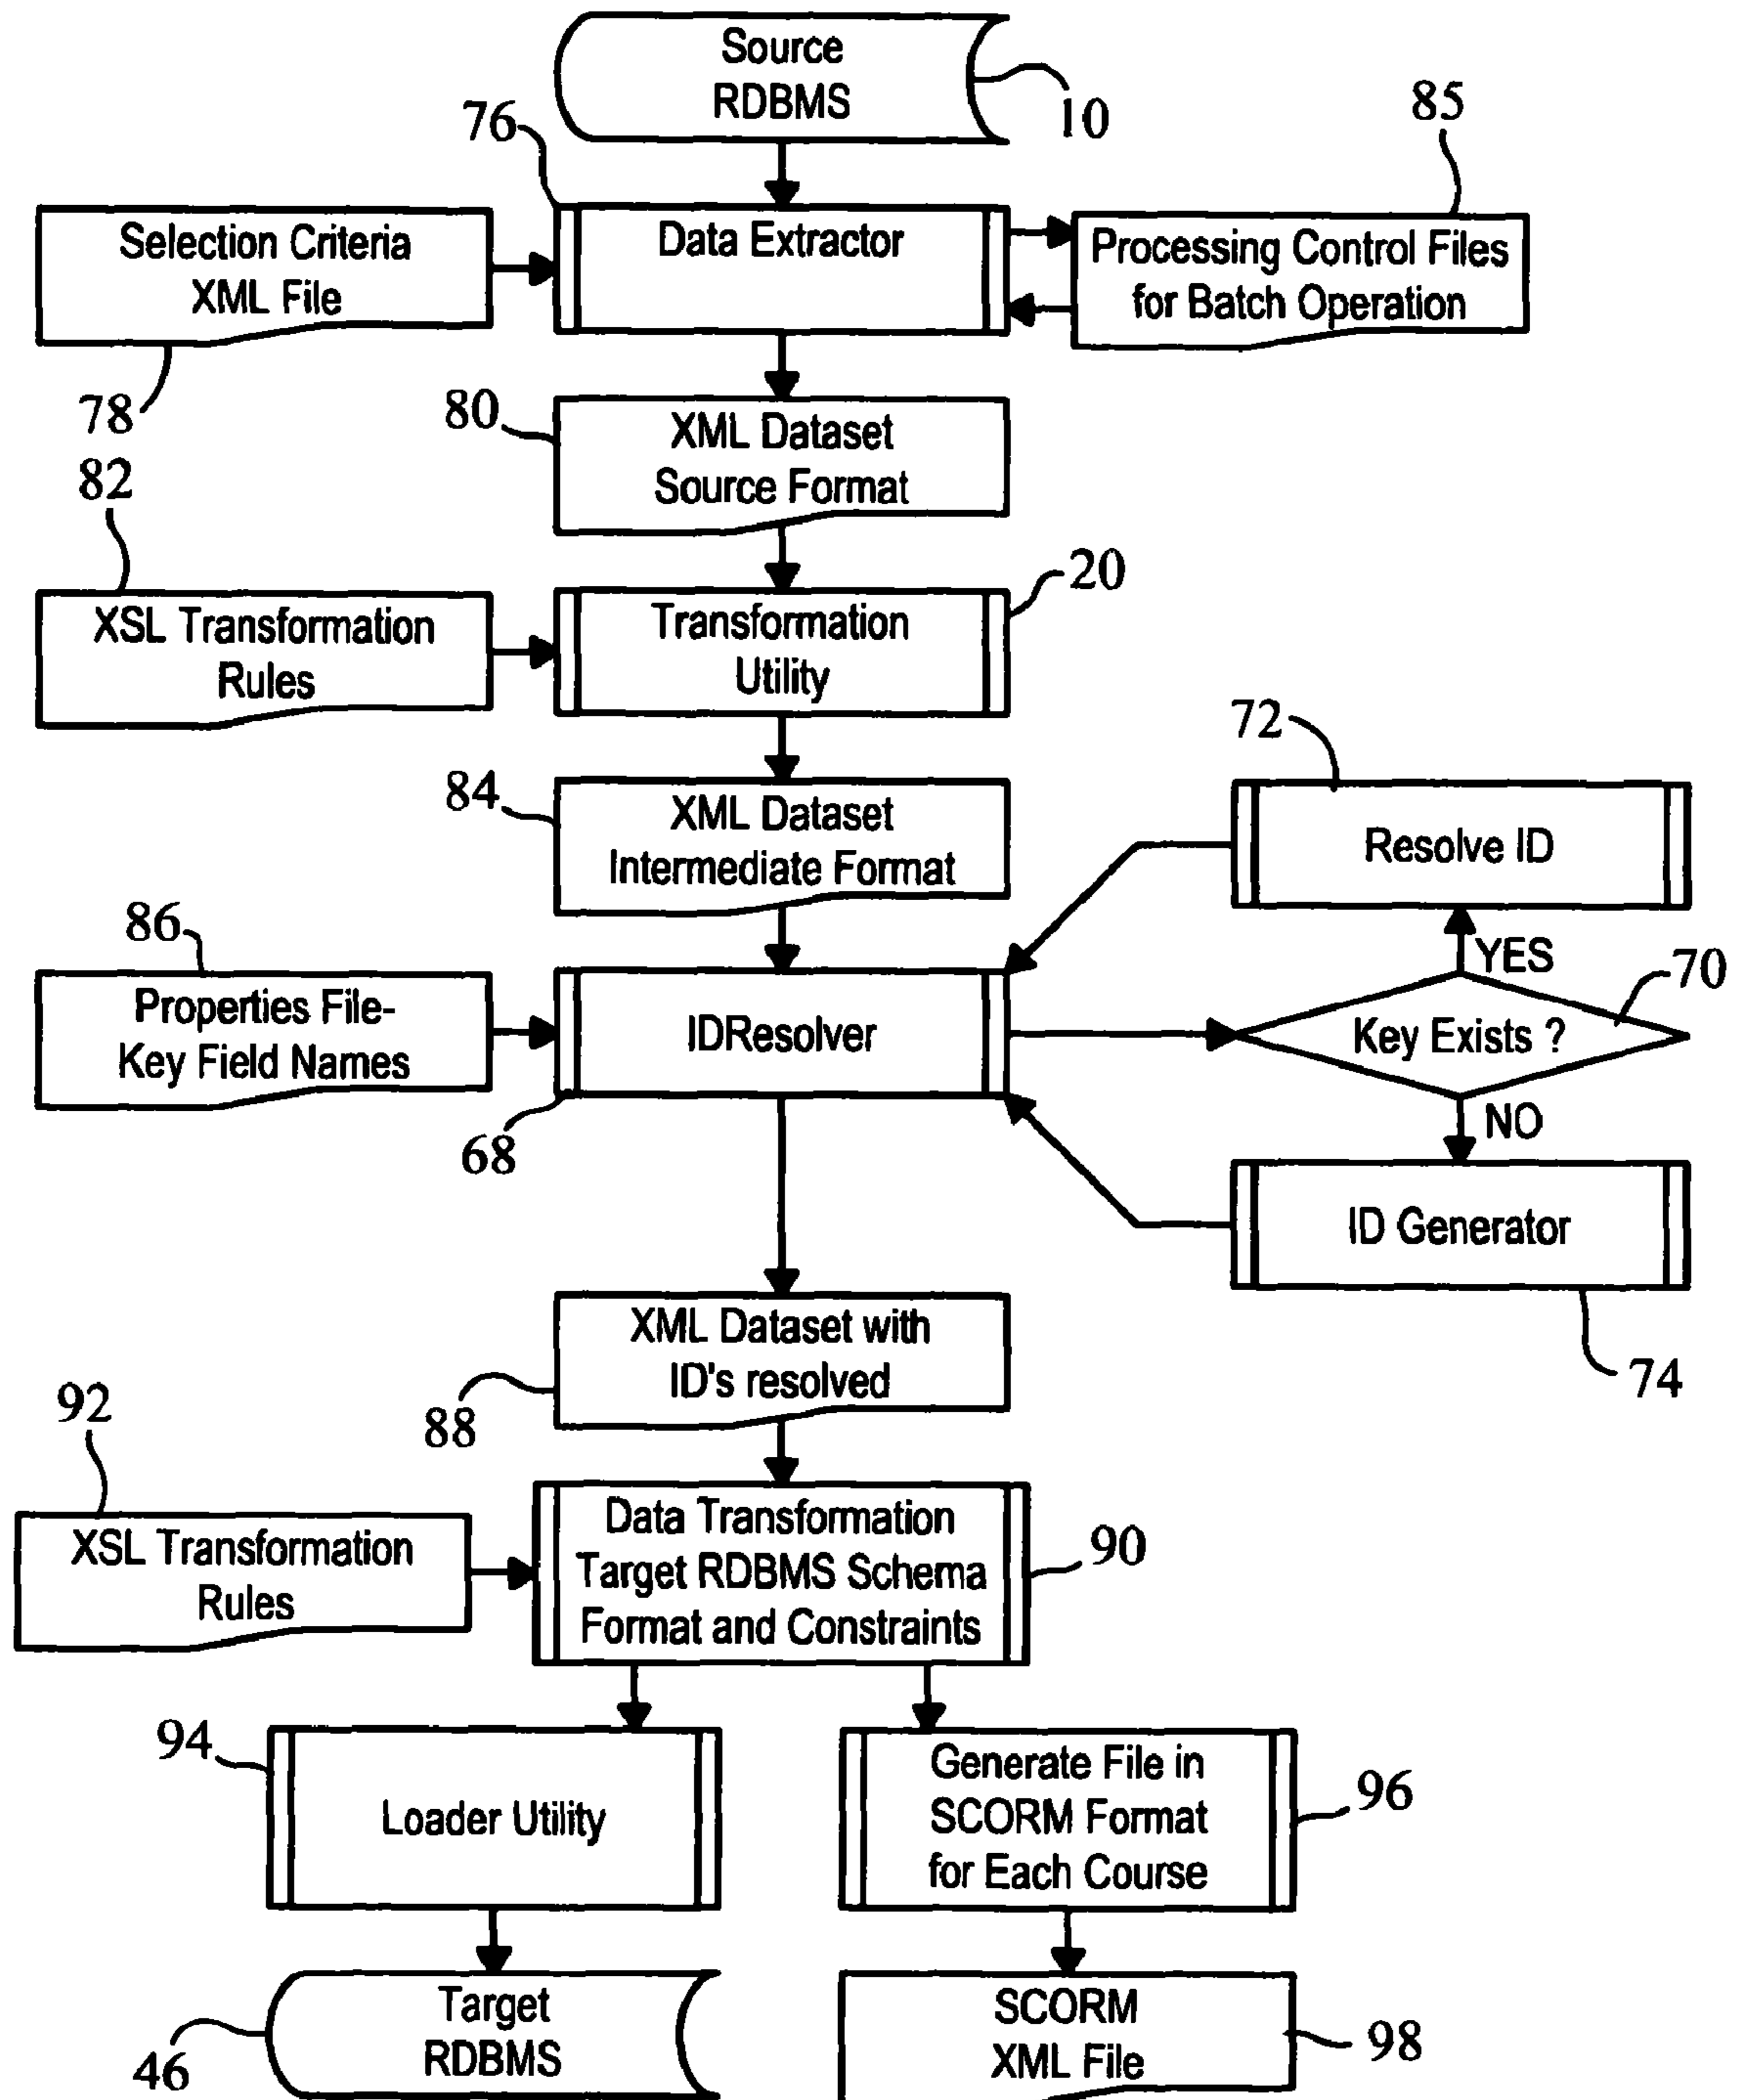 Source
RDBMS
10
76
85
Selection Criteria
XML File
Data Extractor
Processing Control Files
for Batch Operation
78
80
XML Dataset
Source Format
82
20
XSL Transformation
Rules
Transformation
Utility
72
84
XML Dataset
Intermediate Format
Resolve ID
86
YES
70
Properties File-
Key Field Names
IDResolver
Key Exists ?
68
NO
ID Generator
74
XML Dataset with
ID's resolved
88
92
XSL Transformation
Rules
Data Transformation
Target RDBMS Schema
Format and Constraints
90
94
Loader Utility
Generate File in
SCORM Format
for Each Course
96
Target
RDBMS
46
SCORM
XML File
98